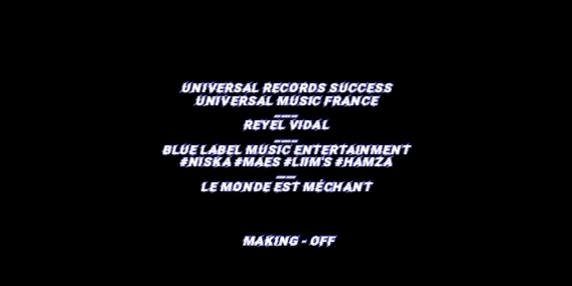 UNIVERSAL RECORDS SUCCESS
UNIVERSAL MUSIC FRANCE
REYEL VIDAL
BLUE LABEL MUSIC ENTERTAINMENT
#NISKA #MAES #LIIM'S #HAMZA
LE MONDE EST MÉCHANT
MAKING - OFF